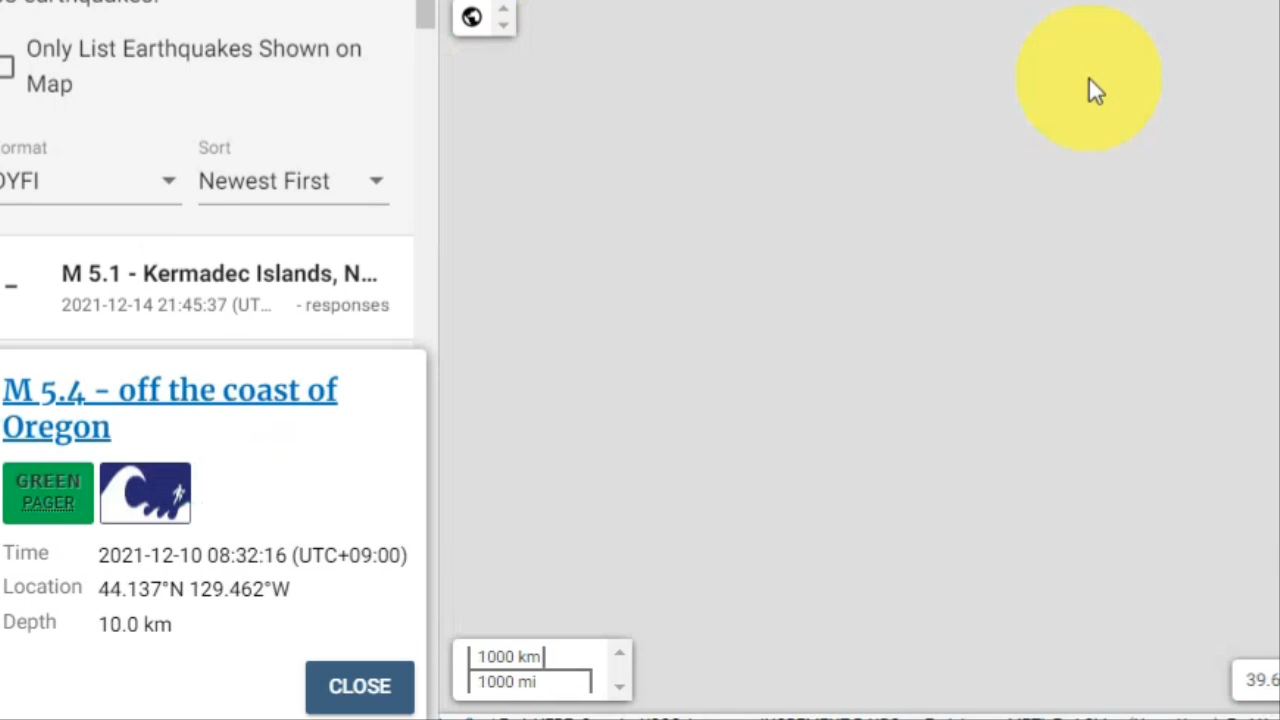 Only List Earthquakes Shown on
Map
Sort
DYFI
Newest First
M 5.1 - Kermadec Islands, N...
2021-12-14 21:45:37 (UT... - responses
M 5.4 - off the coast of
Oregon
GREEN
PAGER
Time 2021-12-10 08:32:16 (UTC+09:00)
Location 44.137°N 129.462°W
Depth 10.0 km
CLOSE
1000 km
1000 mi
39.6